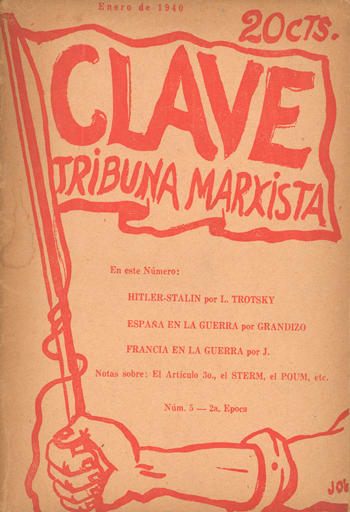 Enero de 1940
20 CTS.
CLAVE
TRIBUNA MARXISTA
En este Número:
HITLER-STALIN por L. TROTSKY
ESPAÑA EN LA GUERRA por GRANDIZO
FRANCIA EN LA GUERRA por J.
Notas sobre: El Artículo 3o., el STERM, el POUM, etc.
Núm. 5 — 2a. Epoca